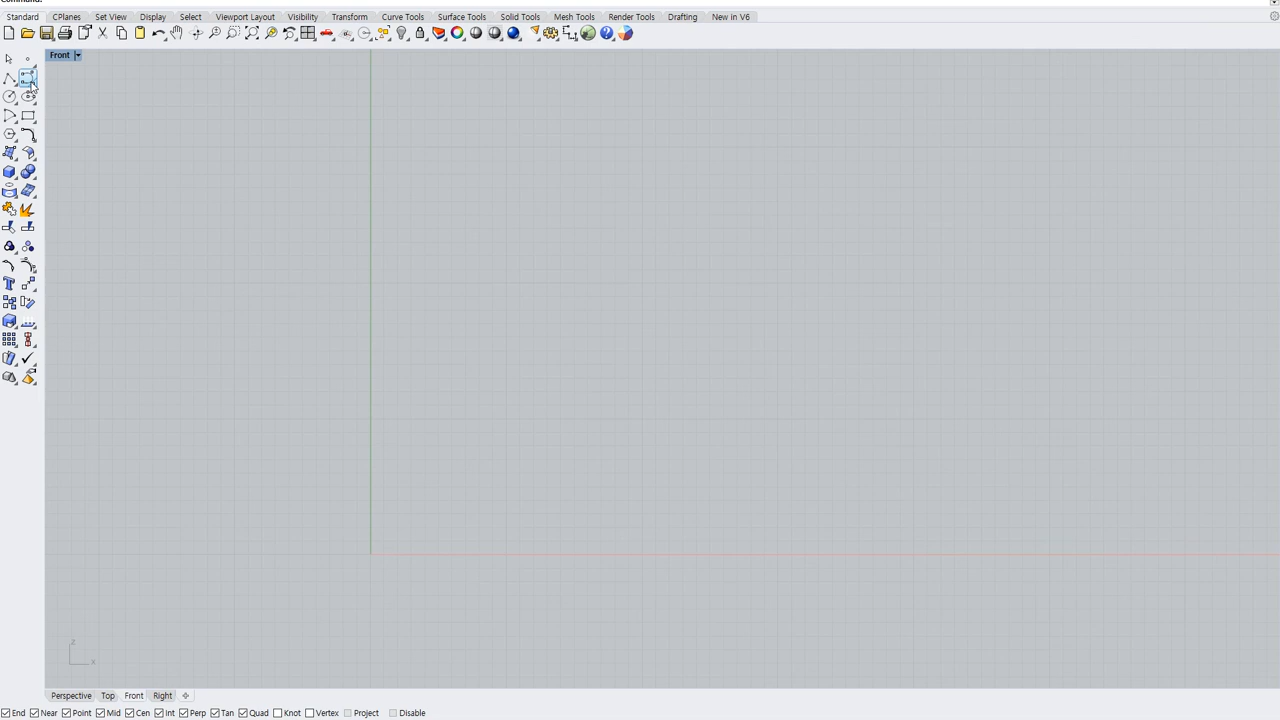 Command:
Standard CPlanes Set View Display Select Viewport Layout Visibility Transform Curve Tools Surface Tools Solid Tools Mesh Tools Render Tools Drafting New in V6
Front
z
x
Perspective Top Front Right
End Near Point Mid Cen Int Perp Tan Quad Knot Vertex Project Disable